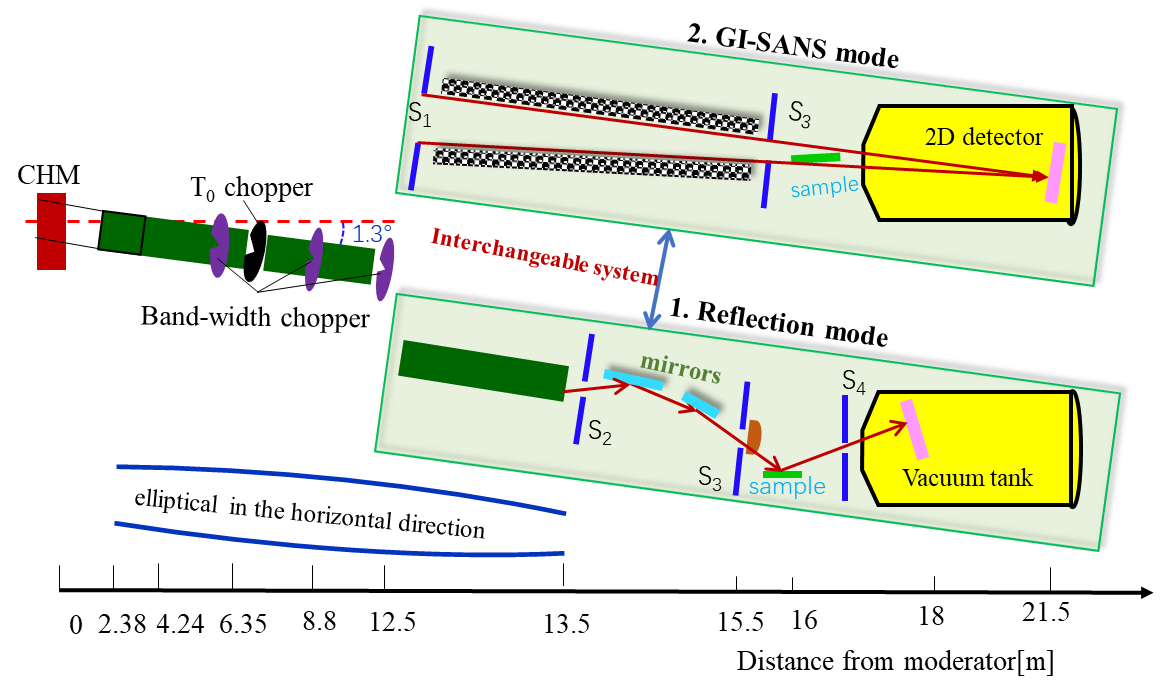 2. GI-SANS mode
S1
S3
2D detector
sample
CHM
T0 chopper
1.3°
Band-width chopper
Interchangeable system
1. Reflection mode
mirrors
S2
S3
S4
sample
Vacuum tank
elliptical in the horizontal direction
0 2.38 4.24 6.35 8.8 12.5 13.5 15.5 16 18 21.5
Distance from moderator[m]